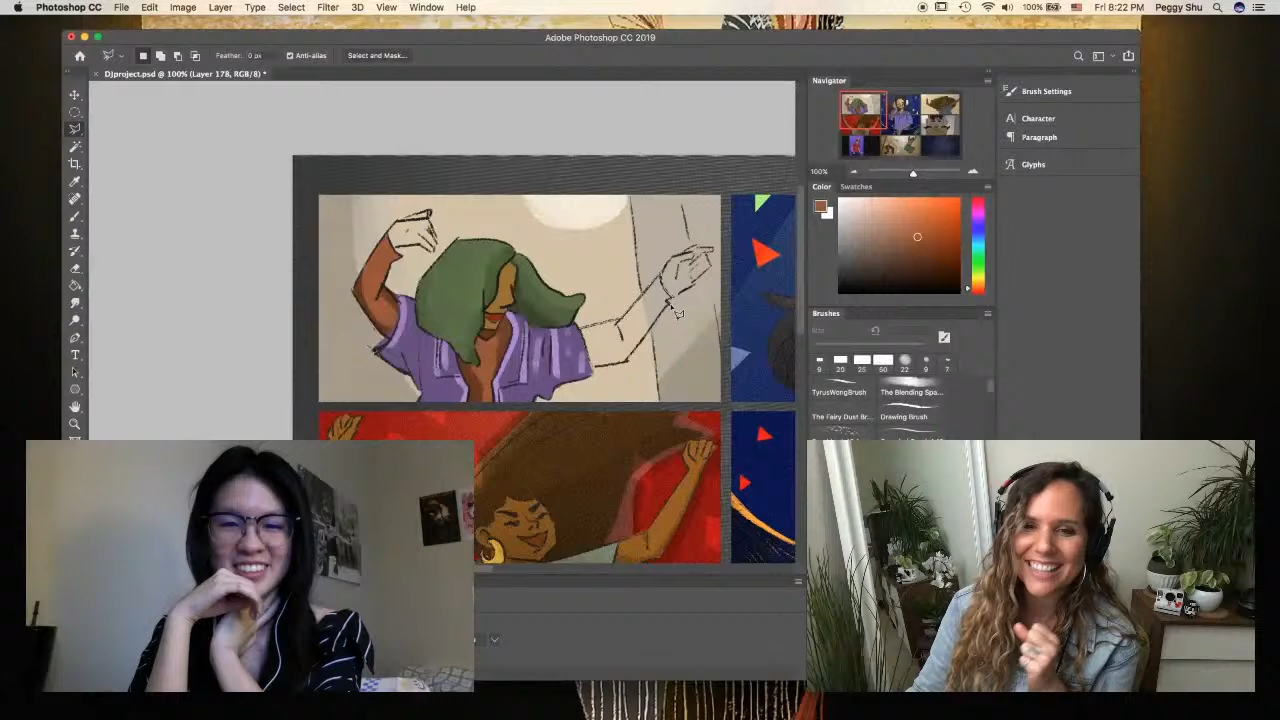 Photoshop CC File Edit Image Layer Type Select Filter 3D View Window Help 100% Fri 8:22 PM Peggy Shu
Adobe Photoshop CC 2019
Feather: 0 px Anti-alias Select and Mask...
DJproject.psd @ 100% (Layer 178, RGB/8) *
Navigator
100%
Color Swatches
Brushes
Size
9 20 25 50 22 9 7
TyrusWongBrush The Blending Spa...
The Fairy Dust Br... Drawing Brush
Brush Settings
Character
Paragraph
Glyphs